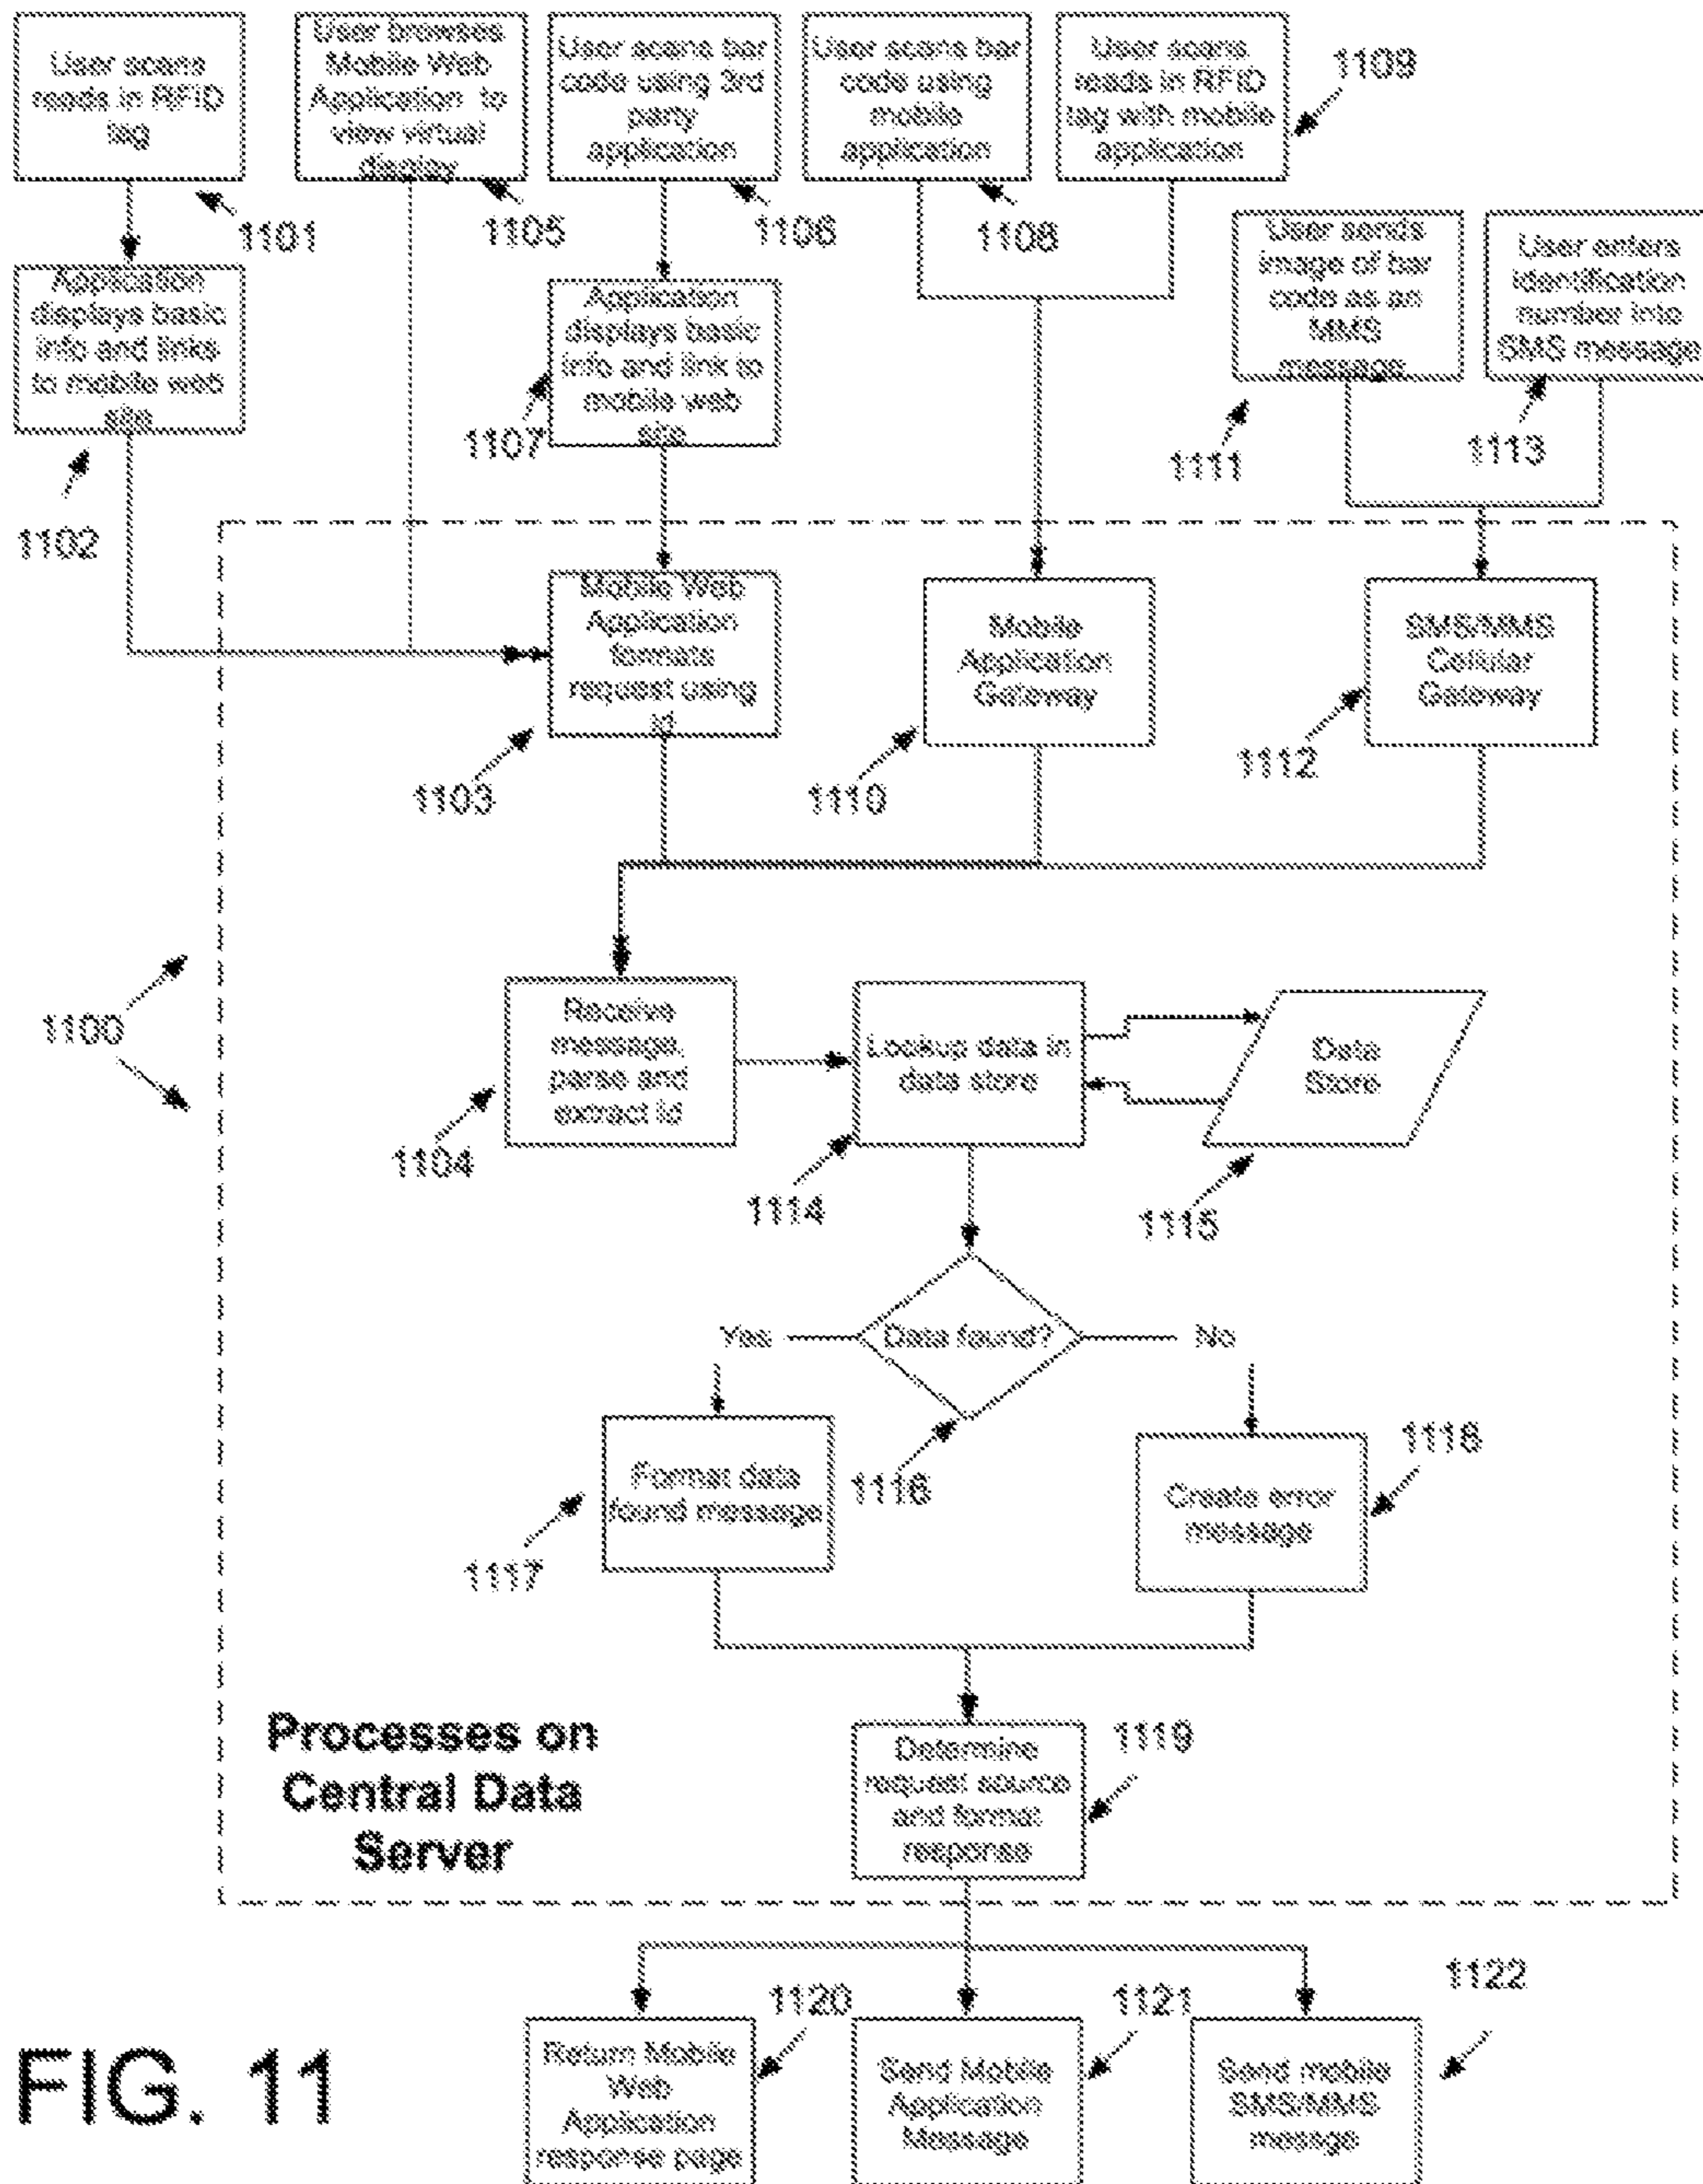 User scans
reads in RFID
tag
User browses
Mobile Web
Application to
view virtual
display
User scans bar
code using 3rd
party
application
User scans bar
code using
mobile
application
User scans
reads in RFID
tag with mobile
application
1109
1101
1105
1106
1108
Application
displays basic
info and links
to mobile web
site
Application
displays basic
info and link to
mobile web
site
User sends
image of bar
code as an
MMS
message
User enters
identification
number into
SMS message
1102
1107
1111
1113
Mobile Web
Application
formats
request using
id
Mobile
Application
Gateway
SMS/MMS
Cellular
Gateway
1103
1110
1112
1100
Receive
message,
parse and
extract id
Lookup data in
data store
Data
Store
1104
1114
1115
Yes
Data found?
No
1116
Format data
found message
1117
Create error
message
1118
Processes on
Central Data
Server
Determine
request source
and format
response
1119
1120
1121
1122
Return Mobile
Web
Application
response page
Send Mobile
Application
Message
Send mobile
SMS/MMS
messge
FIG. 11